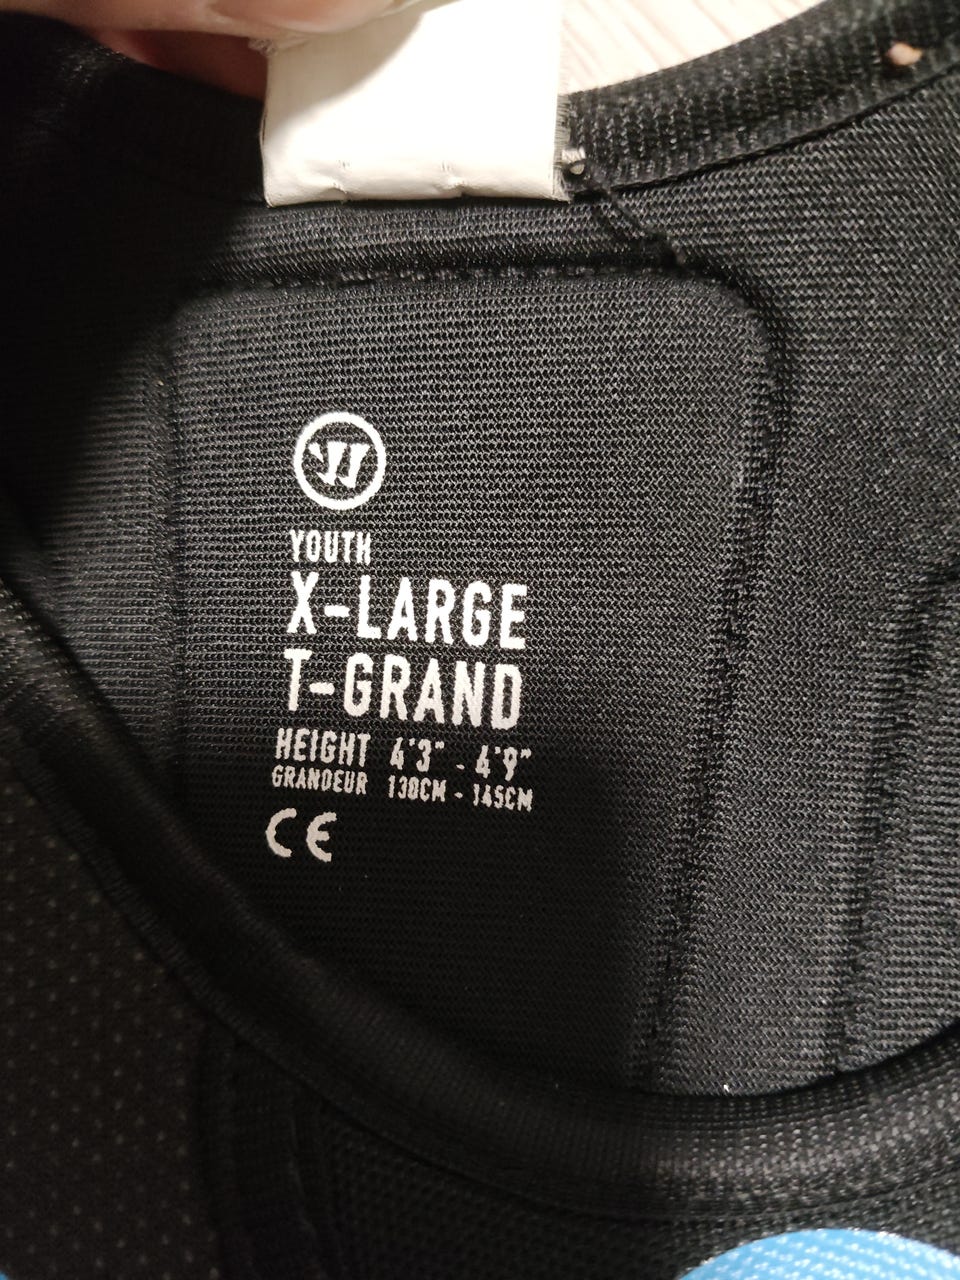 YOUTH
X-LARGE
T-GRAND
HEIGHT 4'3" - 4'9"
GRANDEUR 130CM - 145CM
CE